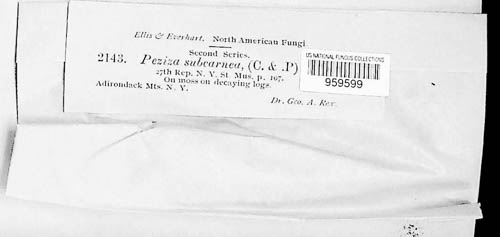 Ellis & Everhart. North American Fungi.
Second Series.
2143. Peziza subcarnea, (C. & .P)
27th Rep. N. Y. St. Mus. p. 107.
On moss on decaying logs.
Adirondack Mts. N. Y.
Dr. Geo. A. Rex.
US NATIONAL FUNGUS COLLECTIONS
959599